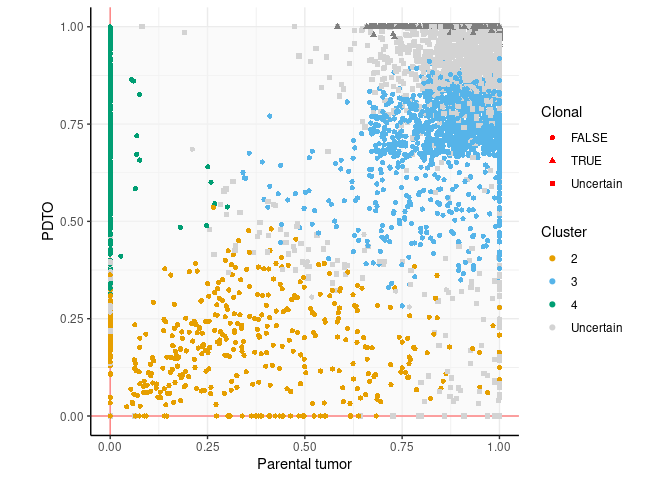 1.00
0.75
0.50
0.25
0.00
PDTO
0.00
0.25
0.50
0.75
1.00
Parental tumor
Clonal
FALSE
TRUE
Uncertain
Cluster
2
3
4
Uncertain